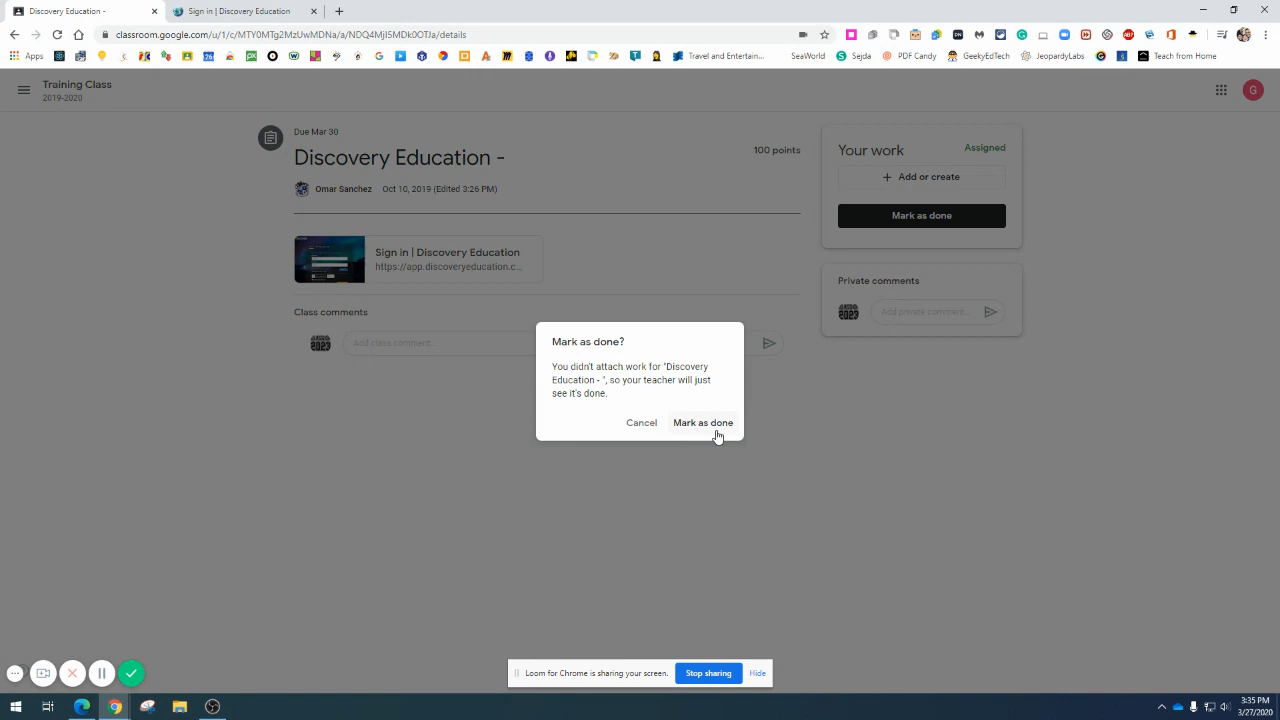 Discovery Education -
Sign in | Discovery Education
classroom.google.com/u/1/c/MTY0MTg2MzUwMDNa/a/NDQ4MjI5MDk0OTJa/details
Apps
Travel and Entertain...
SeaWorld
Sejda
PDF Candy
GeekyEdTech
JeopardyLabs
Teach from Home
Training Class
2019-2020
G
Due Mar 30
Discovery Education -
100 points
Omar Sanchez
Oct 10, 2019 (Edited 3:26 PM)
Sign in | Discovery Education
https://app.discoveryeducation.c...
Class comments
Add class comment...
Your work
Assigned
+ Add or create
Mark as done
Private comments
Add private comment...
Mark as done?
You didn't attach work for "Discovery
Education - ", so your teacher will just
see it's done.
Cancel
Mark as done
Loom for Chrome is sharing your screen.
Stop sharing
Hide
3:35 PM
3/27/2020